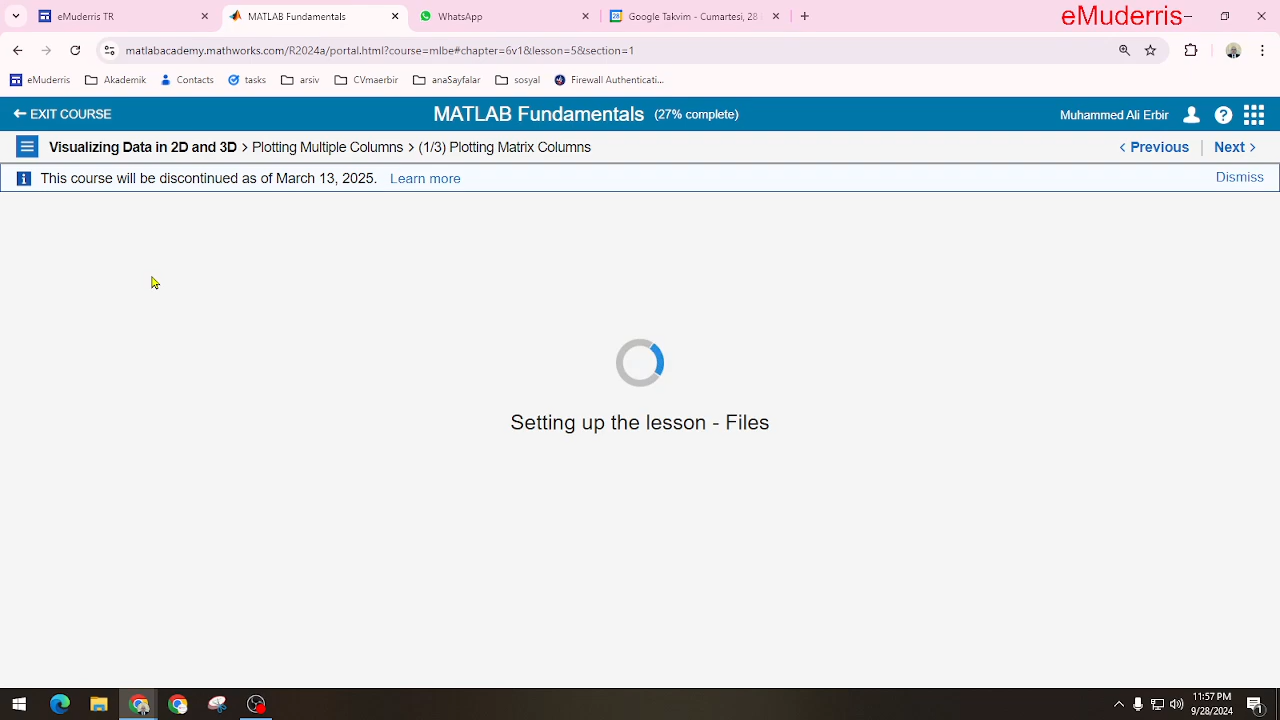 eMuderris TR
MATLAB Fundamentals
WhatsApp
Google Takvim - Cumartesi, 28
eMuderris
matlabacademy.mathworks.com/R2024a/portal.html?course=mlbe#chapter=6v1&lesson=5&section=1
eMuderris
Akademik
Contacts
tasks
arsiv
CVmaerbir
anaSayfalar
sosyal
Firewall Authenticati...
EXIT COURSE
MATLAB Fundamentals (27% complete)
Muhammed Ali Erbir
Visualizing Data in 2D and 3D > Plotting Multiple Columns > (1/3) Plotting Matrix Columns
< Previous
Next >
This course will be discontinued as of March 13, 2025. Learn more
Dismiss
Setting up the lesson - Files
11:57 PM
9/28/2024